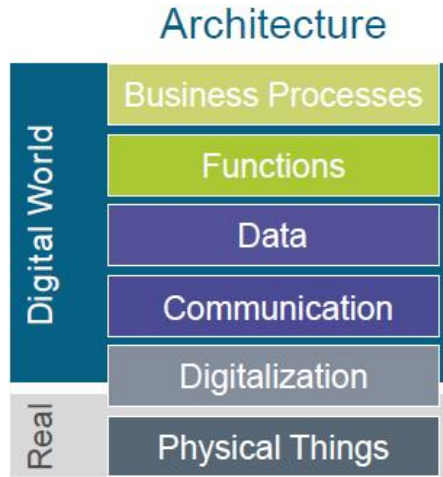 Architecture
Digital World
Business Processes
Functions
Data
Communication
Digitalization
Real
Physical Things